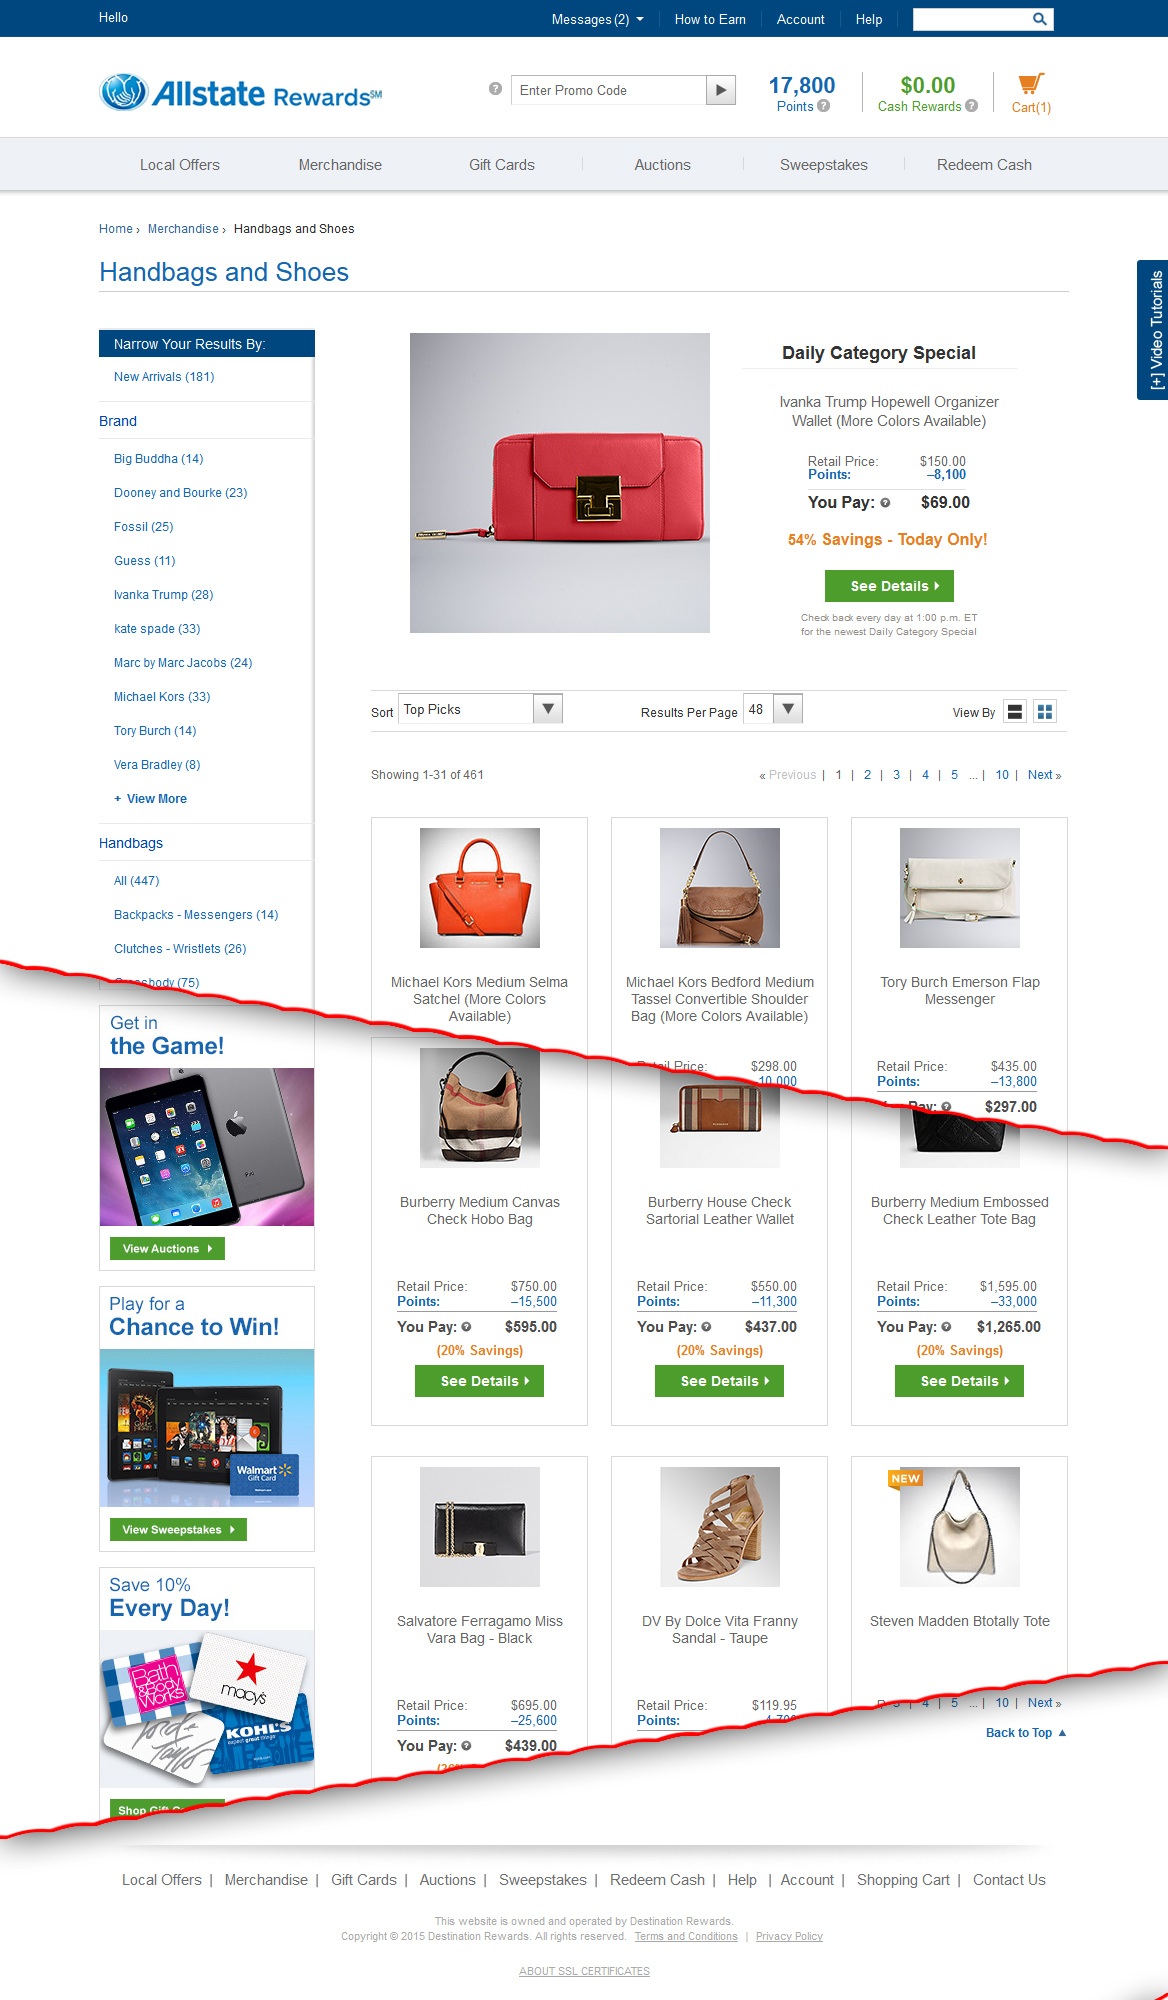 Hello
Messages (2)
How to Earn
Account
Help
Allstate Rewards℠
Enter Promo Code
17,800
Points
$0.00
Cash Rewards
Cart(1)
Local Offers
Merchandise
Gift Cards
Auctions
Sweepstakes
Redeem Cash
Home › Merchandise › Handbags and Shoes
Handbags and Shoes
[+] Video Tutorials
Narrow Your Results By:
New Arrivals (181)
Brand
Big Buddha (14)
Dooney and Bourke (23)
Fossil (25)
Guess (11)
Ivanka Trump (28)
kate spade (33)
Marc by Marc Jacobs (24)
Michael Kors (33)
Tory Burch (14)
Vera Bradley (8)
+ View More
Handbags
All (447)
Backpacks - Messengers (14)
Clutches - Wristlets (26)
Crossbody (75)
Get in
the Game!
iPad
View Auctions
Play for a
Chance to Win!
Walmart
Gift Card
View Sweepstakes
Save 10%
Every Day!
Bath
& Body
Works
macy's
Lord & Taylor
KOHL'S
expect great things
Shop Gift C
Daily Category Special
Ivanka Trump Hopewell Organizer
Wallet (More Colors Available)
Retail Price: $150.00
Points: –8,100
You Pay: $69.00
54% Savings - Today Only!
See Details
Check back every day at 1:00 p.m. ET
for the newest Daily Category Special
Sort Top Picks
Results Per Page 48
View By
Showing 1-31 of 461
« Previous | 1 | 2 | 3 | 4 | 5 ... | 10 | Next »
Michael Kors Medium Selma
Satchel (More Colors
Available)
Michael Kors Bedford Medium
Tassel Convertible Shoulder
Bag (More Colors Available)
Retail Price: $298.00
10,000
Tory Burch Emerson Flap
Messenger
Retail Price: $435.00
Points: –13,800
You Pay: $297.00
Burberry Medium Canvas
Check Hobo Bag
Retail Price: $750.00
Points: –15,500
You Pay: $595.00
(20% Savings)
See Details
Burberry House Check
Sartorial Leather Wallet
Retail Price: $550.00
Points: –11,300
You Pay: $437.00
(20% Savings)
See Details
Burberry Medium Embossed
Check Leather Tote Bag
Retail Price: $1,595.00
Points: –33,000
You Pay: $1,265.00
(20% Savings)
See Details
Salvatore Ferragamo Miss
Vara Bag - Black
Retail Price: $695.00
Points: –25,600
You Pay: $439.00
DV By Dolce Vita Franny
Sandal - Taupe
Retail Price: $119.95
Points:
NEW
Steven Madden Btotally Tote
3 | 4 | 5 ... | 10 | Next »
Back to Top
Local Offers | Merchandise | Gift Cards | Auctions | Sweepstakes | Redeem Cash | Help | Account | Shopping Cart | Contact Us
This website is owned and operated by Destination Rewards.
Copyright © 2015 Destination Rewards. All rights reserved. Terms and Conditions | Privacy Policy
ABOUT SSL CERTIFICATES